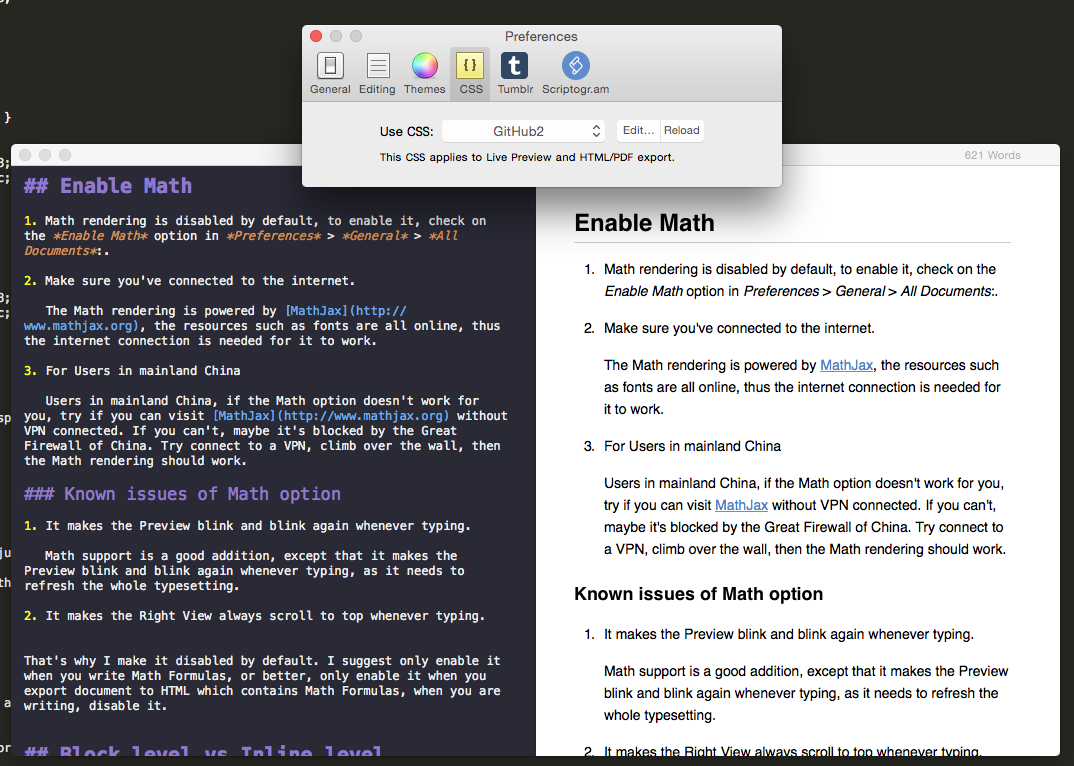 Preferences
General Editing Themes CSS Tumblr Scriptogr.am
Use CSS: GitHub2 Edit... Reload
This CSS applies to Live Preview and HTML/PDF export.
621 Words
## Enable Math
1. Math rendering is disabled by default, to enable it, check on
the *Enable Math* option in *Preferences* > *General* > *All
Documents*:.
2. Make sure you've connected to the internet.
The Math rendering is powered by [MathJax](http://
www.mathjax.org), the resources such as fonts are all online, thus
the internet connection is needed for it to work.
3. For Users in mainland China
Users in mainland China, if the Math option doesn't work for
you, try if you can visit [MathJax](http://www.mathjax.org) without
VPN connected. If you can't, maybe it's blocked by the Great
Firewall of China. Try connect to a VPN, climb over the wall, then
the Math rendering should work.
### Known issues of Math option
1. It makes the Preview blink and blink again whenever typing.
Math support is a good addition, except that it makes the
Preview blink and blink again whenever typing, as it needs to
refresh the whole typesetting.
2. It makes the Right View always scroll to top whenever typing.
That's why I make it disabled by default. I suggest only enable it
when you write Math Formulas, or better, only enable it when you
export document to HTML which contains Math Formulas, when you are
writing, disable it.
## Block level vs Inline level
Enable Math
1. Math rendering is disabled by default, to enable it, check on the
Enable Math option in Preferences > General > All Documents:.
2. Make sure you've connected to the internet.
The Math rendering is powered by MathJax, the resources such
as fonts are all online, thus the internet connection is needed for
it to work.
3. For Users in mainland China
Users in mainland China, if the Math option doesn't work for you,
try if you can visit MathJax without VPN connected. If you can't,
maybe it's blocked by the Great Firewall of China. Try connect to
a VPN, climb over the wall, then the Math rendering should work.
Known issues of Math option
1. It makes the Preview blink and blink again whenever typing.
Math support is a good addition, except that it makes the Preview
blink and blink again whenever typing, as it needs to refresh the
whole typesetting.
2. It makes the Right View always scroll to top whenever typing.